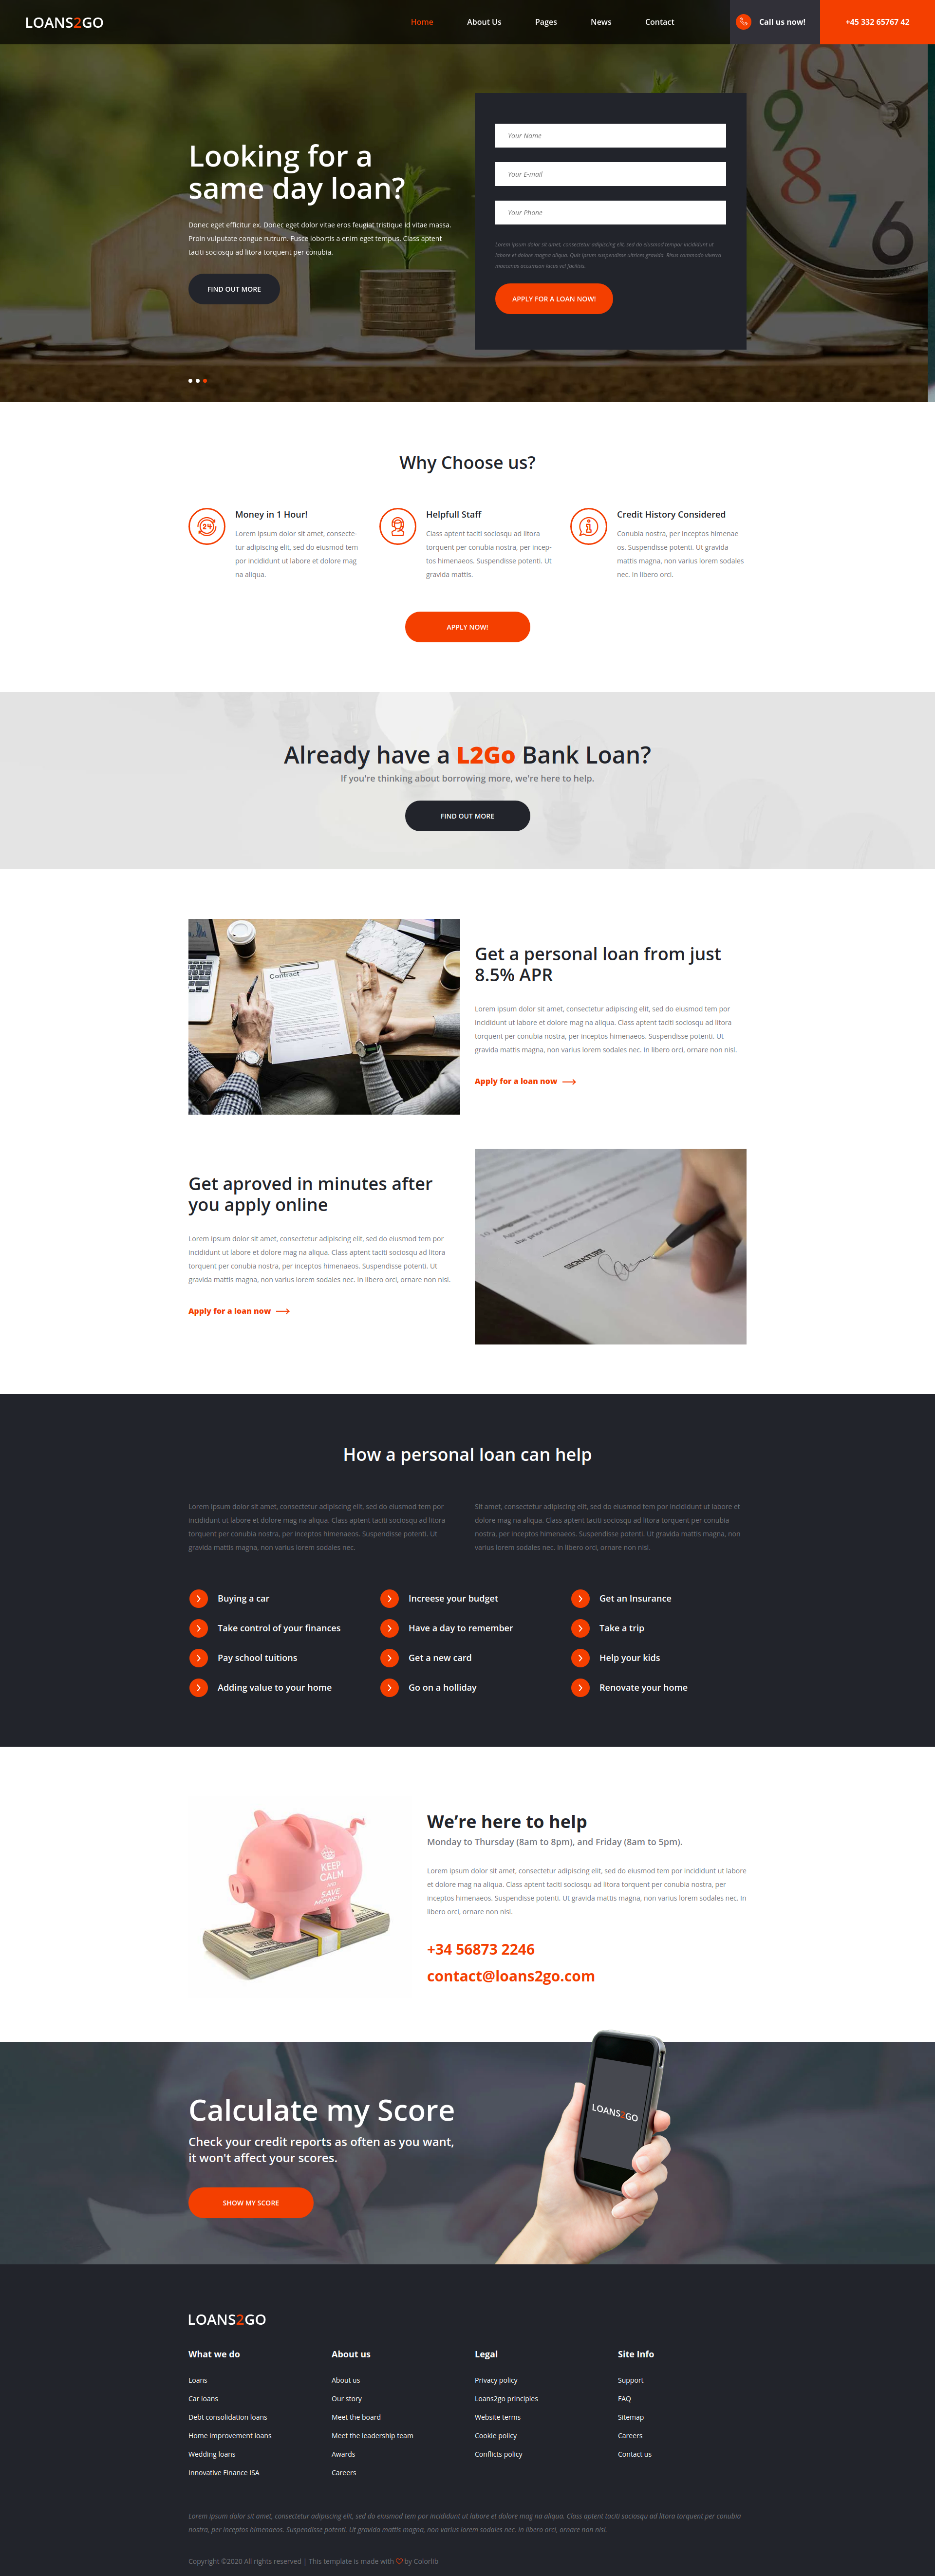 LOANS2GO
Home
About Us
Pages
News
Contact
Call us now!
+45 332 65767 42
Looking for a
same day loan?
Donec eget efficitur ex. Donec eget dolor vitae eros feugiat tristique id vitae massa.
Proin vulputate congue rutrum. Fusce lobortis a enim eget tempus. Class aptent
taciti sociosqu ad litora torquent per conubia.
FIND OUT MORE
Your Name
Your E-mail
Your Phone
Lorem ipsum dolor sit amet, consectetur adipiscing elit, sed do eiusmod tempor incididunt ut
labore et dolore magna aliqua. Quis ipsum suspendisse ultrices gravida. Risus commodo viverra
maecenas accumsan lacus vel facilisis.
APPLY FOR A LOAN NOW!
10
9
8
7
6
Why Choose us?
Money in 1 Hour!
Lorem ipsum dolor sit amet, consecte-
tur adipiscing elit, sed do eiusmod tem
por incididunt ut labore et dolore mag
na aliqua.
24
Helpfull Staff
Class aptent taciti sociosqu ad litora
torquent per conubia nostra, per incep-
tos himenaeos. Suspendisse potenti. Ut
gravida mattis.
Credit History Considered
Conubia nostra, per inceptos himenae
os. Suspendisse potenti. Ut gravida
mattis magna, non varius lorem sodales
nec. In libero orci.
APPLY NOW!
Already have a L2Go Bank Loan?
If you're thinking about borrowing more, we're here to help.
FIND OUT MORE
Contract
Get a personal loan from just
8.5% APR
Lorem ipsum dolor sit amet, consectetur adipiscing elit, sed do eiusmod tem por
incididunt ut labore et dolore mag na aliqua. Class aptent taciti sociosqu ad litora
torquent per conubia nostra, per inceptos himenaeos. Suspendisse potenti. Ut
gravida mattis magna, non varius lorem sodales nec. In libero orci, ornare non nisl.
Apply for a loan now
Get aproved in minutes after
you apply online
Lorem ipsum dolor sit amet, consectetur adipiscing elit, sed do eiusmod tem por
incididunt ut labore et dolore mag na aliqua. Class aptent taciti sociosqu ad litora
torquent per conubia nostra, per inceptos himenaeos. Suspendisse potenti. Ut
gravida mattis magna, non varius lorem sodales nec. In libero orci, ornare non nisl.
Apply for a loan now
SIGNATURE
How a personal loan can help
Lorem ipsum dolor sit amet, consectetur adipiscing elit, sed do eiusmod tem por
incididunt ut labore et dolore mag na aliqua. Class aptent taciti sociosqu ad litora
torquent per conubia nostra, per inceptos himenaeos. Suspendisse potenti. Ut
gravida mattis magna, non varius lorem sodales nec.
Sit amet, consectetur adipiscing elit, sed do eiusmod tem por incididunt ut labore et
dolore mag na aliqua. Class aptent taciti sociosqu ad litora torquent per conubia
nostra, per inceptos himenaeos. Suspendisse potenti. Ut gravida mattis magna, non
varius lorem sodales nec. In libero orci, ornare non nisl.
Buying a car
Take control of your finances
Pay school tuitions
Adding value to your home
Increese your budget
Have a day to remember
Get a new card
Go on a holliday
Get an Insurance
Take a trip
Help your kids
Renovate your home
KEEP
CALM
AND
SAVE
MONEY
We’re here to help
Monday to Thursday (8am to 8pm), and Friday (8am to 5pm).
Lorem ipsum dolor sit amet, consectetur adipiscing elit, sed do eiusmod tem por incididunt ut labore
et dolore mag na aliqua. Class aptent taciti sociosqu ad litora torquent per conubia nostra, per
inceptos himenaeos. Suspendisse potenti. Ut gravida mattis magna, non varius lorem sodales nec. In
libero orci, ornare non nisl.
+34 56873 2246
contact@loans2go.com
Calculate my Score
Check your credit reports as often as you want,
it won't affect your scores.
SHOW MY SCORE
LOANS2GO
LOANS2GO
What we do
Loans
Car loans
Debt consolidation loans
Home improvement loans
Wedding loans
Innovative Finance ISA
About us
About us
Our story
Meet the board
Meet the leadership team
Awards
Careers
Legal
Privacy policy
Loans2go principles
Website terms
Cookie policy
Conflicts policy
Site Info
Support
FAQ
Sitemap
Careers
Contact us
Lorem ipsum dolor sit amet, consectetur adipiscing elit, sed do eiusmod tem por incididunt ut labore et dolore mag na aliqua. Class aptent taciti sociosqu ad litora torquent per conubia
nostra, per inceptos himenaeos. Suspendisse potenti. Ut gravida mattis magna, non varius lorem sodales nec. In libero orci, ornare non nisl.
Copyright ©2020 All rights reserved | This template is made with ♡ by Colorlib